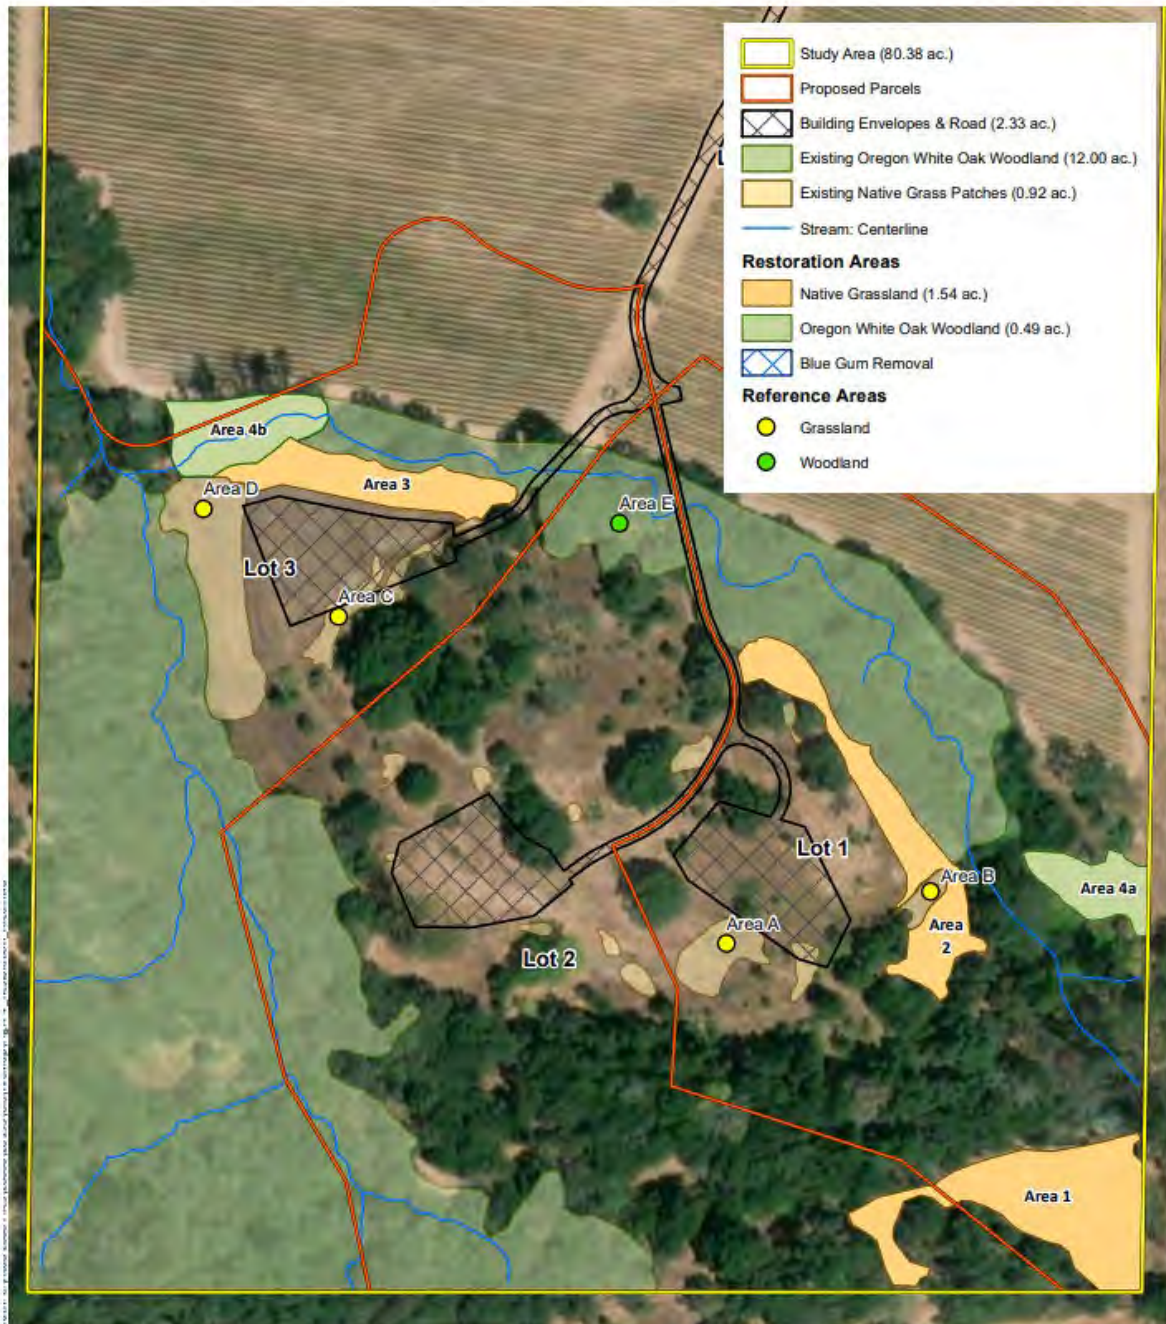 Study Area (80.38 ac.)
Proposed Parcels
Building Envelopes & Road (2.33 ac.)
Existing Oregon White Oak Woodland (12.00 ac.)
Existing Native Grass Patches (0.92 ac.)
Stream: Centerline
Restoration Areas
Native Grassland (1.54 ac.)
Oregon White Oak Woodland (0.49 ac.)
Blue Gum Removal
Reference Areas
Grassland
Woodland
Area 4b
Area D
Area 3
Area E
Lot 3
Area C
Lot 1
Area B
Area 4a
Area A
Area
2
Lot 2
Area 1